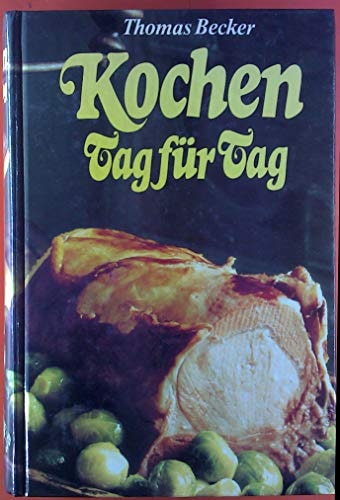 Thomas Becker
Kochen
Tag für Tag